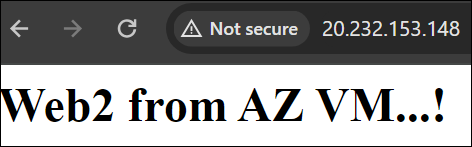 Not secure 20.232.153.148
Web2 from AZ VM...!